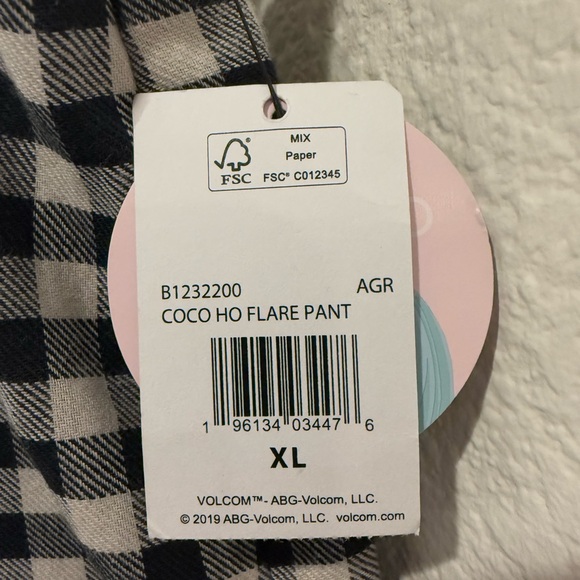 MIX
Paper
FSC FSC® C012345
B1232200 AGR
COCO HO FLARE PANT
1 96134 03447 6
XL
VOLCOM™- ABG-Volcom, LLC.
© 2019 ABG-Volcom, LLC. volcom.com